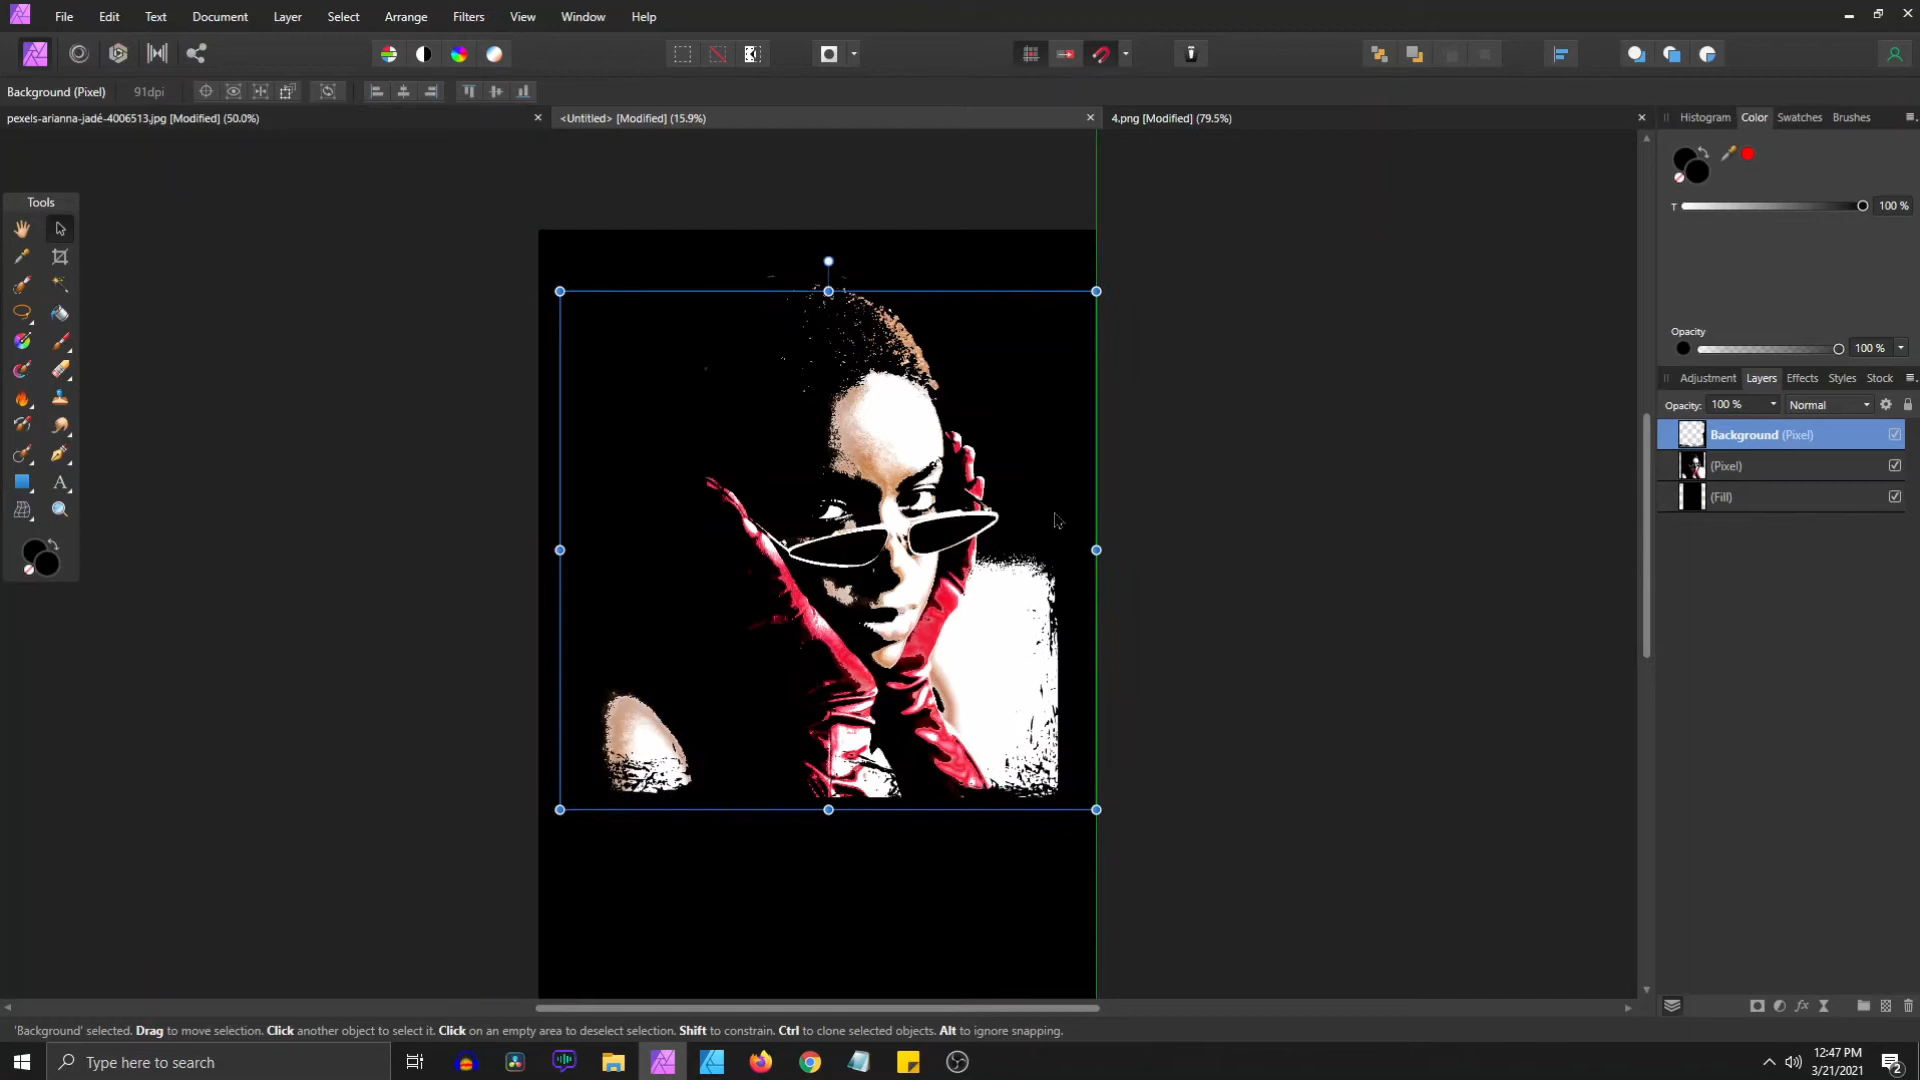 File Edit Text Document Layer Select Arrange Filters View Window Help
Background (Pixel) 91dpi
pexels-arianna-jadé-4006513.jpg [Modified] (50.0%) <Untitled> [Modified] (15.9%) 4.png [Modified] (79.5%)
Histogram Color Swatches Brushes
T 100 %
Tools
Opacity
100 %
Adjustment Layers Effects Styles Stock
Opacity: 100 % Normal
Background (Pixel)
(Pixel)
(Fill)
A
fx
'Background' selected. Drag to move selection. Click another object to select it. Click on an empty area to deselect selection. Shift to constrain. Ctrl to clone selected objects. Alt to ignore snapping.
Type here to search
12:47 PM
3/21/2021
2